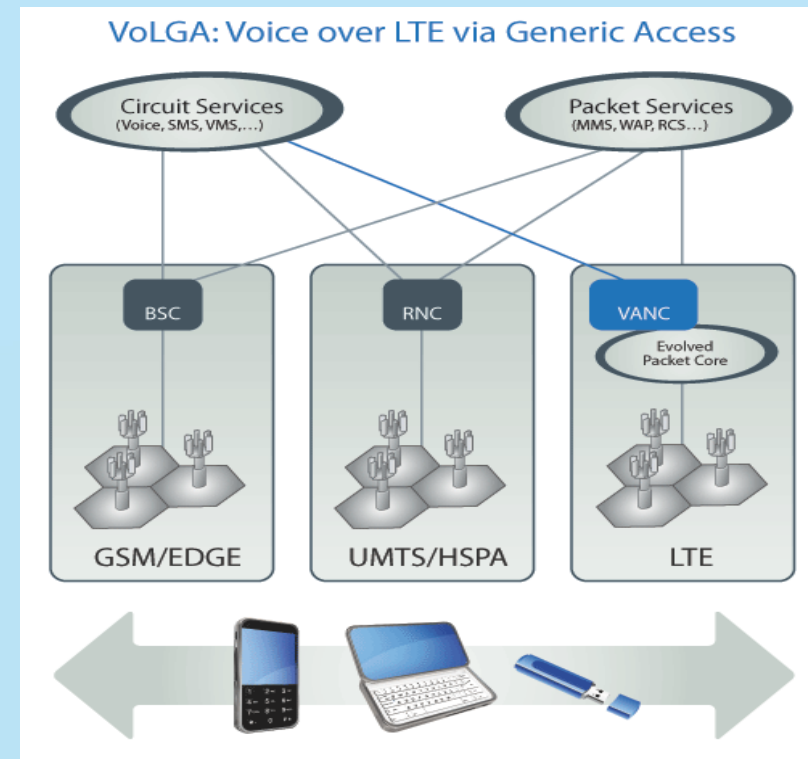 VoLGA: Voice over LTE via Generic Access
Circuit Services
(Voice, SMS, VMS,...)
Packet Services
(MMS, WAP, RCS...)
BSC
RNC
VANC
Evolved
Packet Core
GSM/EDGE
UMTS/HSPA
LTE